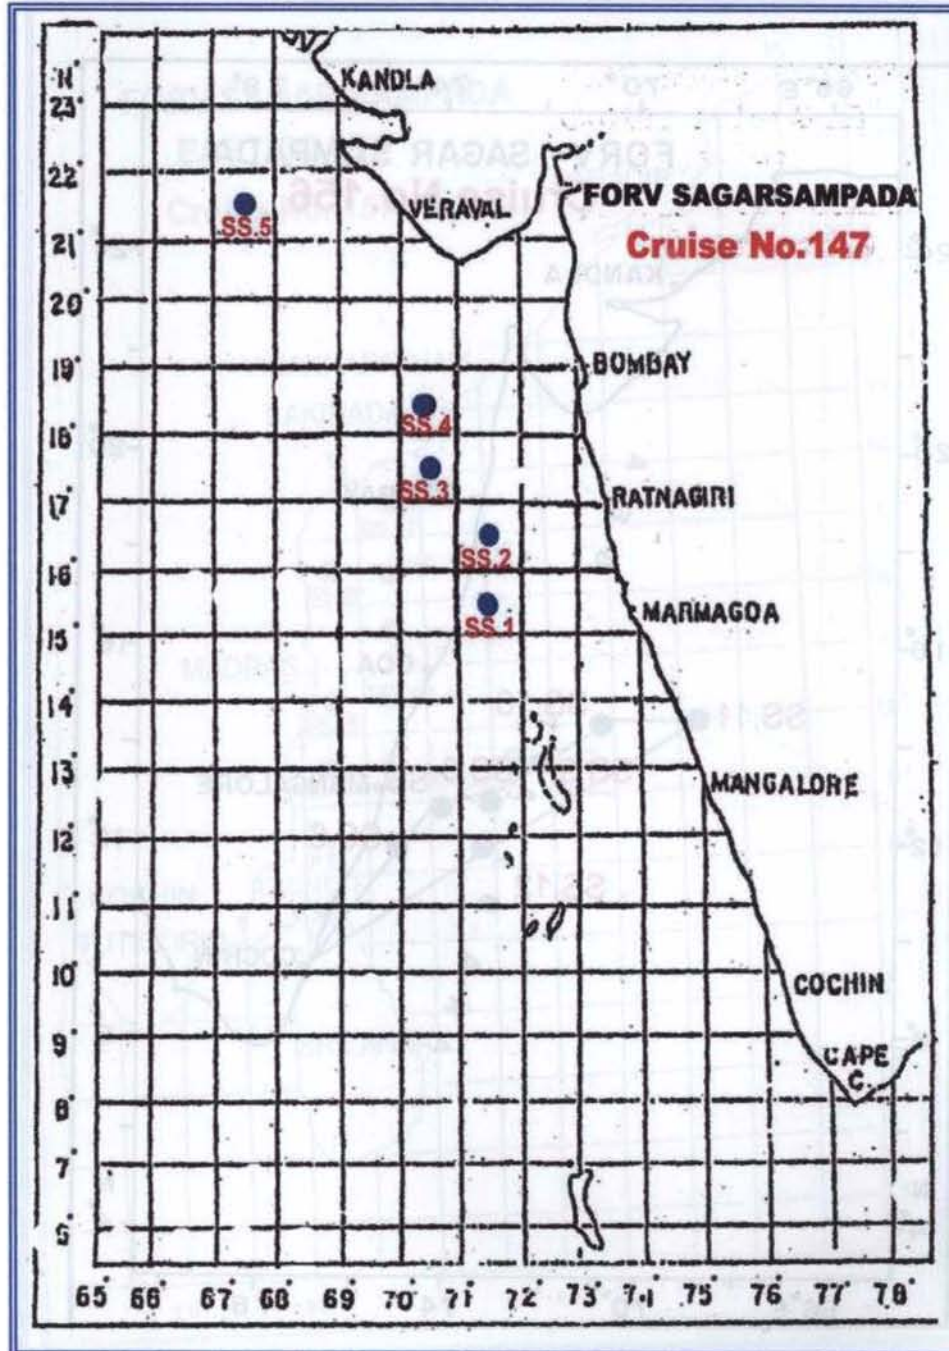 KANDLA
N
23°
22°
FORV SAGARSAMPADA
VERAVAL
SS.5
21°
Cruise No.147
20°
19°
BOMBAY
SS.4
18°
SS.3
17°
RATNAGIRI
SS.2
16°
MARMAGOA
SS.1
15°
14°
13°
MANGALORE
12°
11°
10°
COCHIN
9°
CAPE
C.
8°
7°
6°
65° 66° 67° 68° 69° 70° 71° 72° 73° 74° 75° 76° 77° 78°